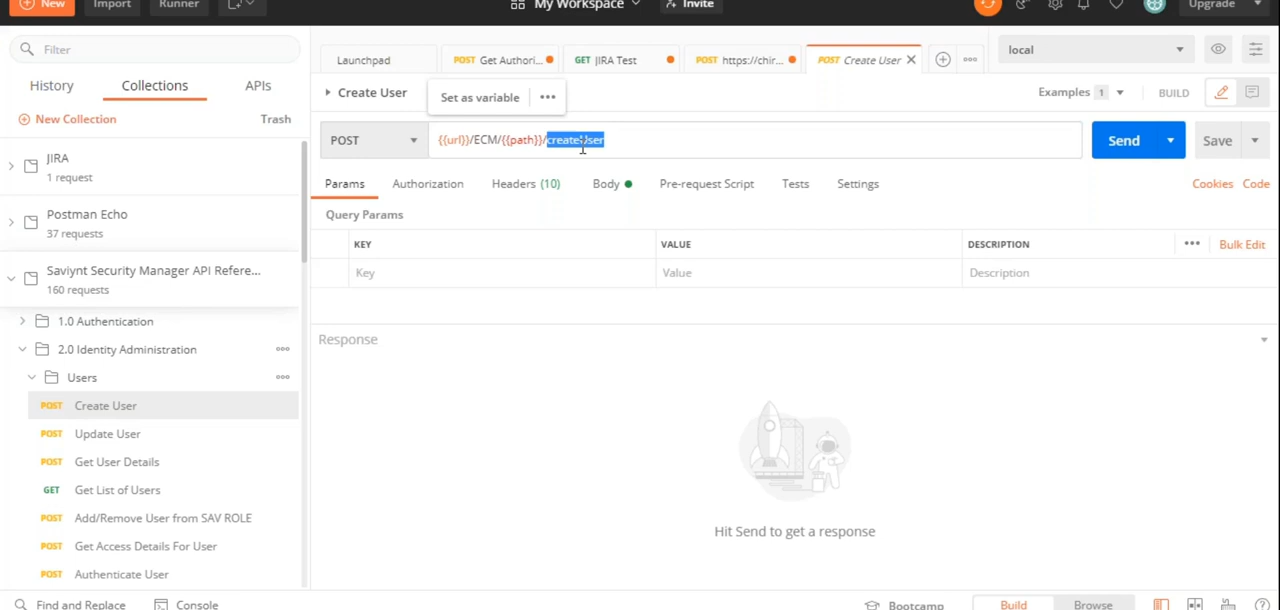 New Import Runner My Workspace Invite Upgrade
Filter
History Collections APIs
New Collection Trash
JIRA
1 request
Postman Echo
37 requests
Saviynt Security Manager API Refere...
160 requests
1.0 Authentication
2.0 Identity Administration
Users
POST Create User
POST Update User
POST Get User Details
GET Get List of Users
POST Add/Remove User from SAV ROLE
POST Get Access Details For User
POST Authenticate User
Launchpad POST Get Authori... GET JIRA Test POST https://chir... POST Create User
local
Create User
Set as variable
Examples 1 BUILD
POST {{url}}/ECM/{{path}}/createUser Send Save
Params Authorization Headers (10) Body Pre-request Script Tests Settings Cookies Code
Query Params
KEY VALUE DESCRIPTION Bulk Edit
Key Value Description
Response
Hit Send to get a response
Find and Replace Console Bootcamp Build Browse